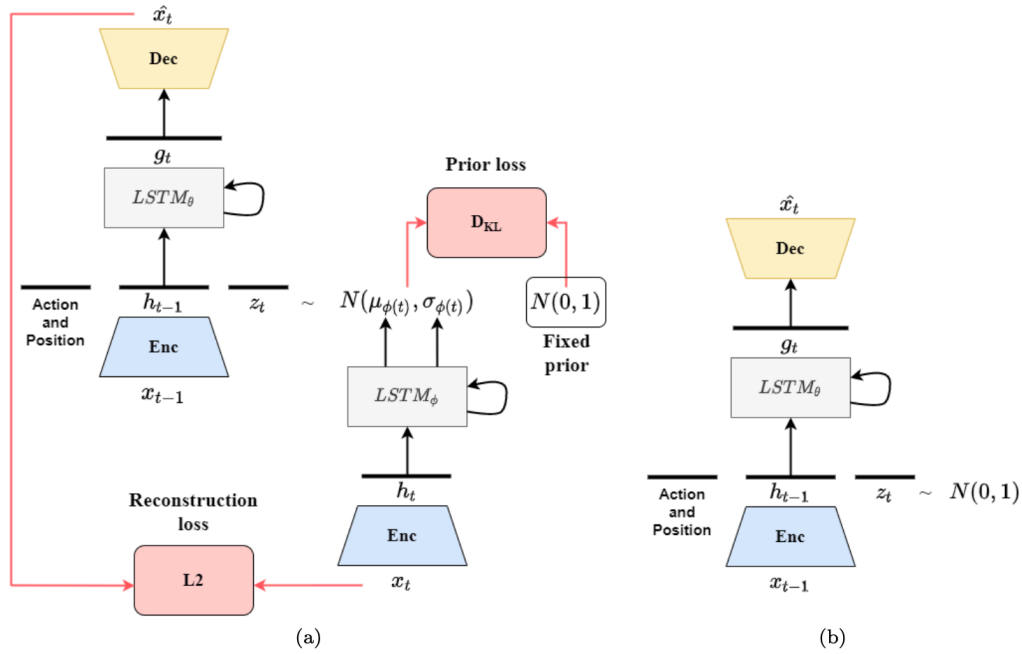 x̂_t
Dec
g_t
LSTM_θ
Action
and
Position
h_{t−1}
z_t ~ N(μ_{ϕ(t)}, σ_{ϕ(t)})
Enc
x_{t−1}
Prior loss
D_KL
N(0, 1)
Fixed
prior
LSTM_ϕ
h_t
Enc
x_t
Reconstruction
loss
L2
(a)
x̂_t
Dec
g_t
LSTM_θ
Action
and
Position
h_{t−1}
z_t ~ N(0, 1)
Enc
x_{t−1}
(b)